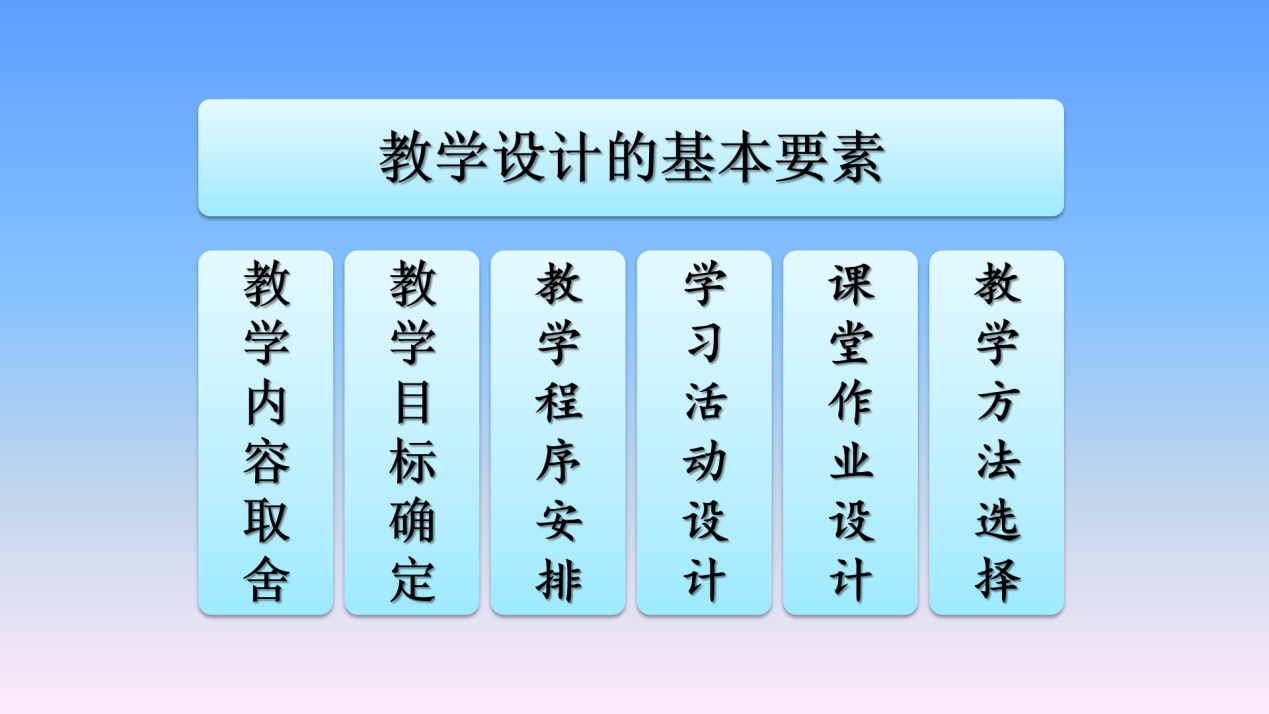 教学设计的基本要素
教学内容取舍
教学目标确定
教学程序安排
学习活动设计
课堂作业设计
教学方法选择